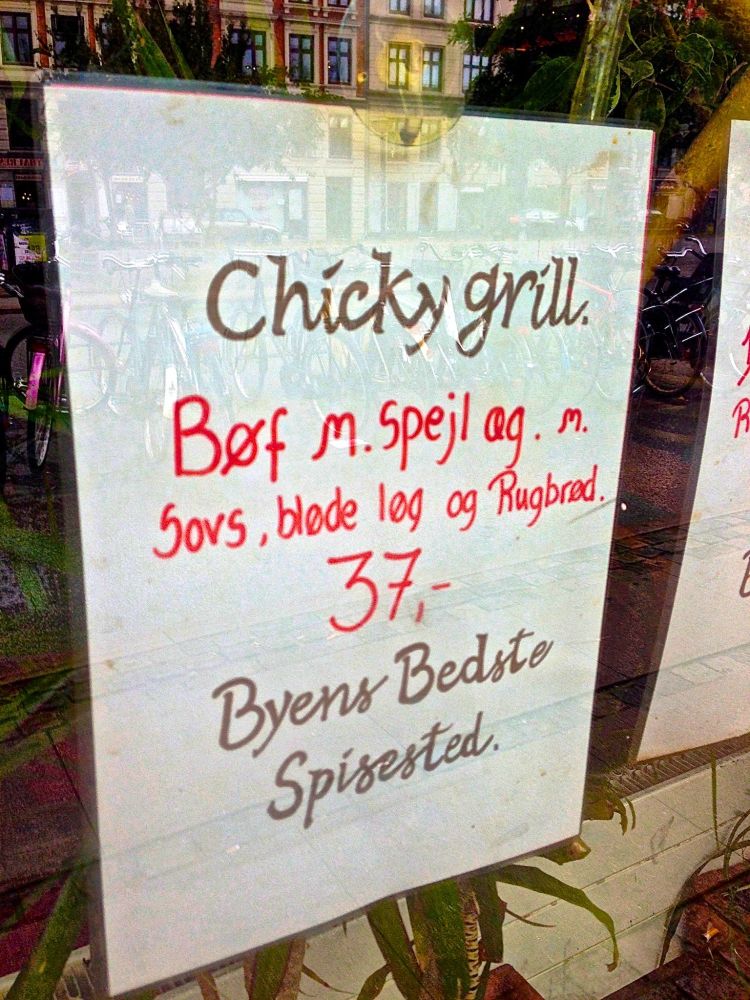 Chicky grill.
Bøf m. spejl æg. m.
Sovs, bløde løg og Rugbrød.
37,-
Byens Bedste
Spisested.